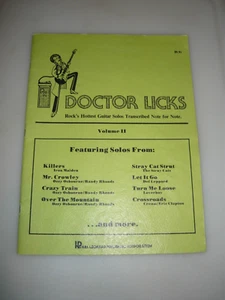 DOCTOR LICKS
Rock's Hottest Guitar Solos Transcribed Note for Note.
Volume II
Featuring Solos From:
Killers
Iron Maiden
Mr. Crowley
Ozzy Osbourne/Randy Rhoads
Crazy Train
Ozzy Osbourne/Randy Rhoads
Over The Mountain
Ozzy Osbourne/Randy Rhoads
Stray Cat Strut
The Stray Cats
Let It Go
Def Leppard
Turn Me Loose
Loverboy
Crossroads
Cream/Eric Clapton
...and more.